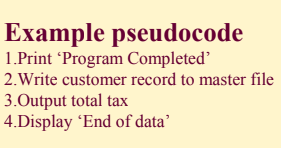 Example pseudocode
1.Print ‘Program Completed’
2.Write customer record to master file
3.Output total tax
4.Display ‘End of data’